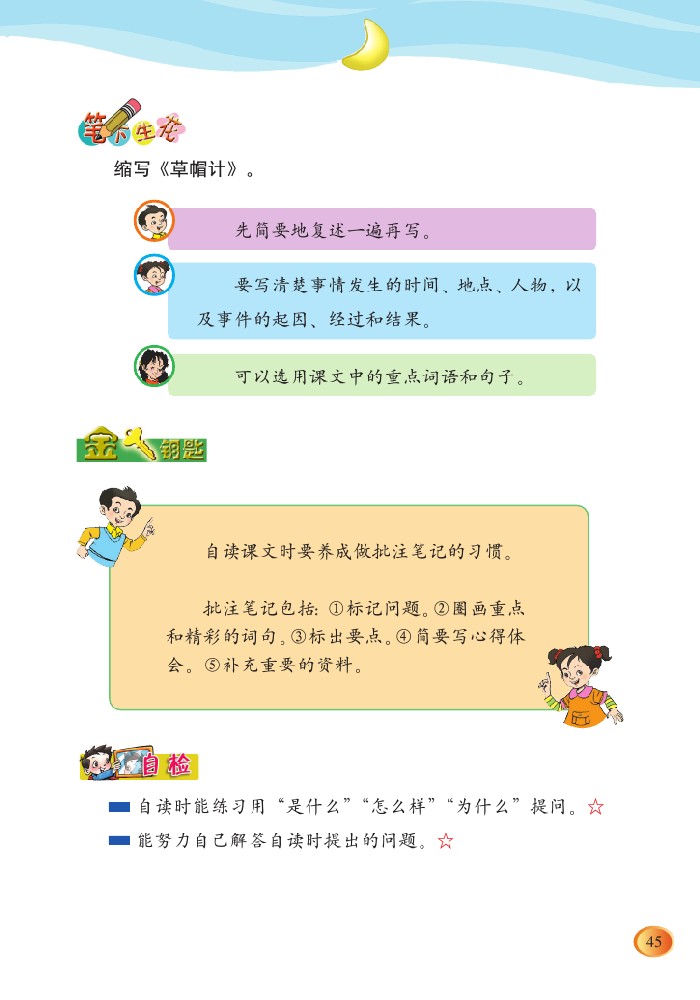 笔下生花
缩写《草帽计》。
先简要地复述一遍再写。
要写清楚事情发生的时间、地点、人物，以
及事件的起因、经过和结果。
可以选用课文中的重点词语和句子。
金钥匙
自读课文时要养成做批注笔记的习惯。
批注笔记包括：①标记问题。②圈画重点
和精彩的词句。③标出要点。④简要写心得体
会。⑤补充重要的资料。
自检
自读时能练习用“是什么”“怎么样”“为什么”提问。☆
能努力自己解答自读时提出的问题。☆
45